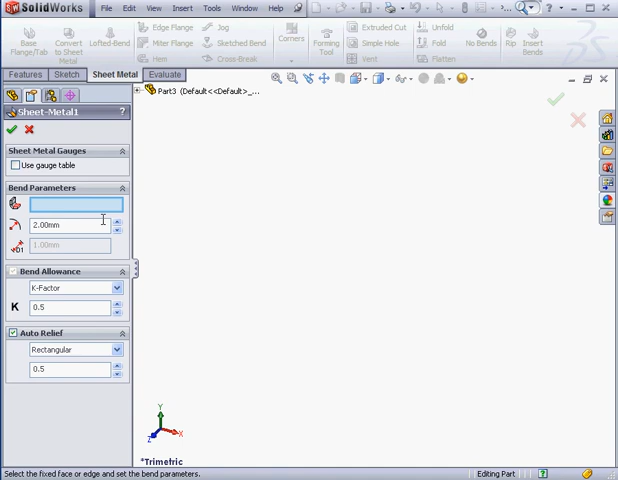 SolidWorks File Edit View Insert Tools Window Help
Base Flange/Tab
Convert to Sheet Metal
Lofted-Bend
Edge Flange
Miter Flange
Hem
Jog
Sketched Bend
Cross-Break
Corners
Forming Tool
Extruded Cut
Simple Hole
Vent
Unfold
Fold
Flatten
No Bends
Rip
Insert Bends
Features Sketch Sheet Metal Evaluate
Part3 (Default<<Default>_...
Sheet-Metal1 ?
Sheet Metal Gauges
Use gauge table
Bend Parameters
2.00mm
1.00mm
Bend Allowance
K-Factor
K 0.5
Auto Relief
Rectangular
0.5
Y
Z X
*Trimetric
Select the fixed face or edge and set the bend parameters. Editing Part